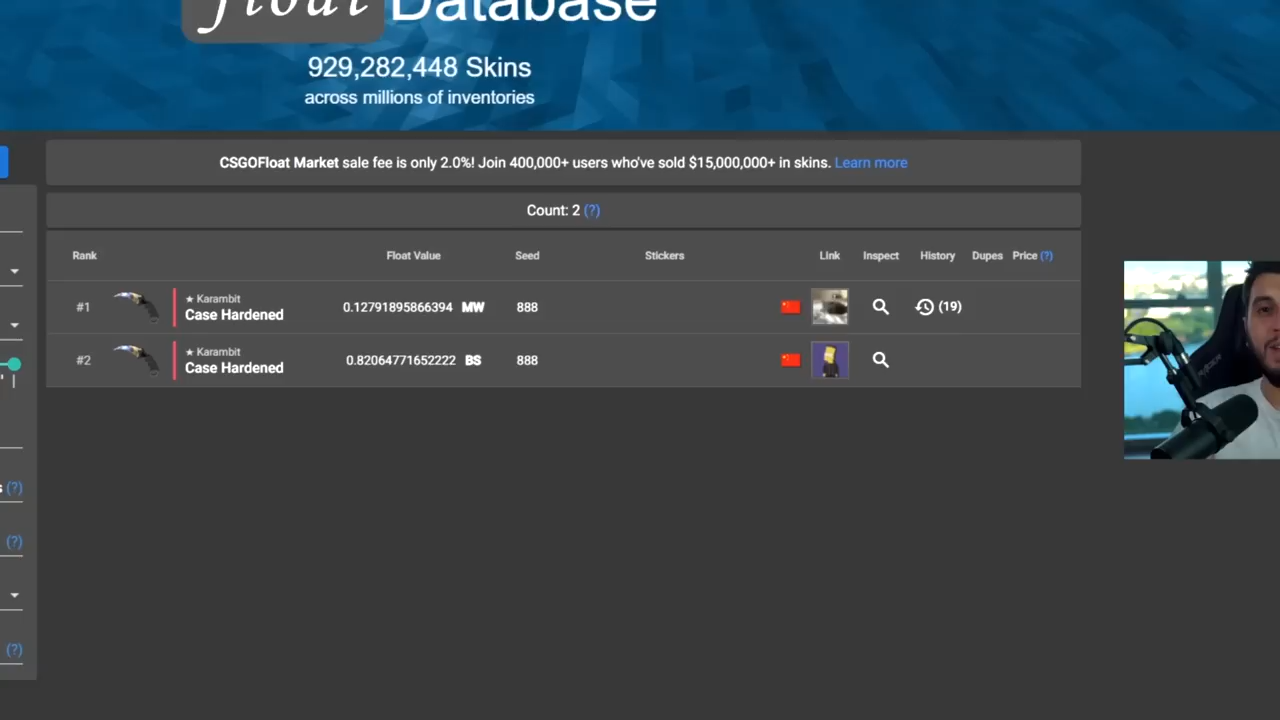 float Database
929,282,448 Skins
across millions of inventories
CSGOFloat Market sale fee is only 2.0%! Join 400,000+ users who've sold $15,000,000+ in skins. Learn more
Count: 2 (?)
Rank Float Value Seed Stickers Link Inspect History Dupes Price (?)
#1 ★ Karambit
Case Hardened 0.12791895866394 MW 888 (19)
#2 ★ Karambit
Case Hardened 0.82064771652222 BS 888
s (?)
(?)
(?)